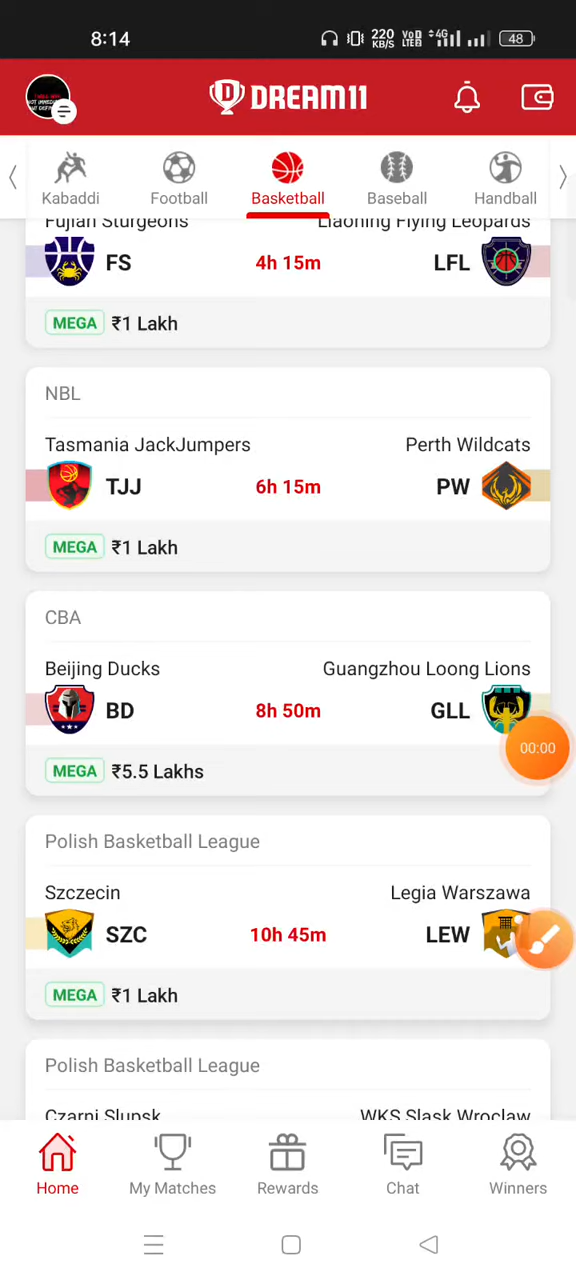 8:14
220 KB/S
4G
48
DREAM11
Kabaddi
Football
Basketball
Baseball
Handball
Fujian Sturgeons
Liaoning Flying Leopards
FS
4h 15m
LFL
MEGA ₹1 Lakh
NBL
Tasmania JackJumpers
Perth Wildcats
TJJ
6h 15m
PW
MEGA ₹1 Lakh
CBA
Beijing Ducks
Guangzhou Loong Lions
BD
8h 50m
GLL
00:00
MEGA ₹5.5 Lakhs
Polish Basketball League
Szczecin
Legia Warszawa
SZC
10h 45m
LEW
MEGA ₹1 Lakh
Polish Basketball League
Czarni Slupsk
WKS Slask Wroclaw
Home
My Matches
Rewards
Chat
Winners